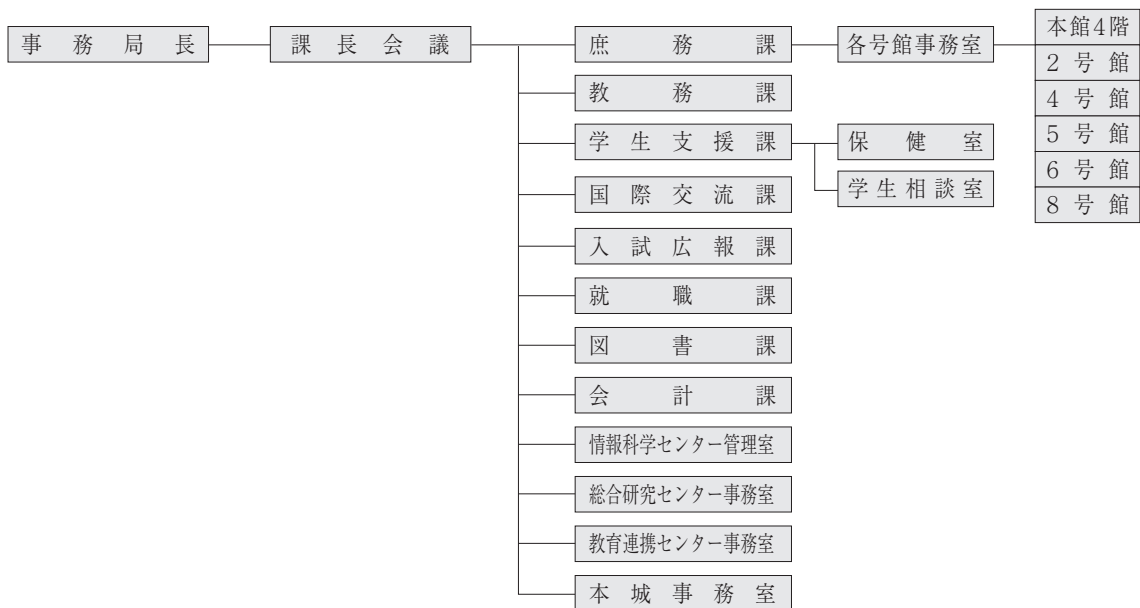 事務局長
課長会議
庶務課
各号館事務室
本館4階
2号館
4号館
5号館
6号館
8号館
教務課
学生支援課
保健室
学生相談室
国際交流課
入試広報課
就職課
図書課
会計課
情報科学センター管理室
総合研究センター事務室
教育連携センター事務室
本城事務室